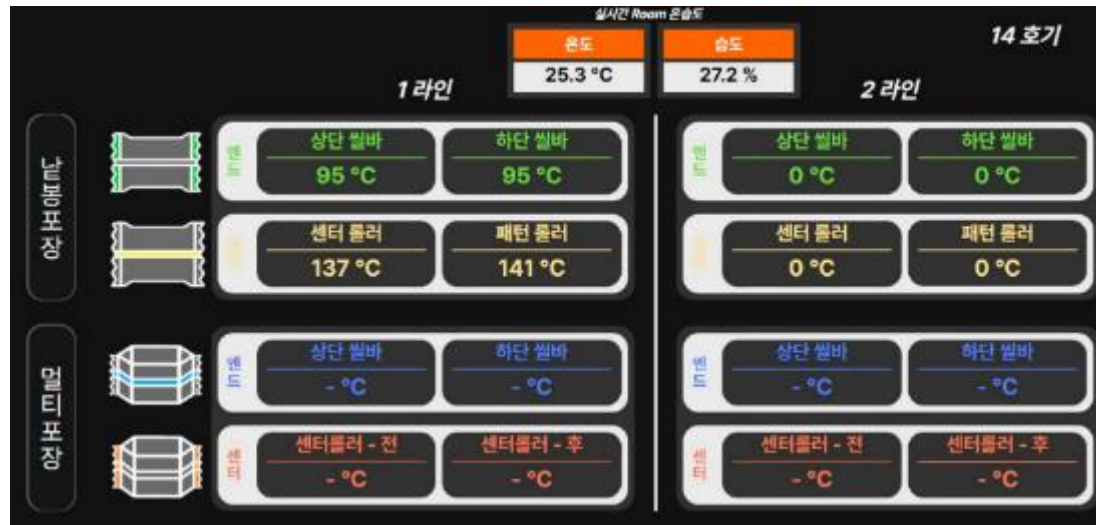 실시간 Room 온습도
14 호기
온도 습도
25.3 °C 27.2 %
1 라인 2 라인
낱봉포장
엔드 상단 씰바 하단 씰바 엔드 상단 씰바 하단 씰바
95 °C 95 °C 0 °C 0 °C
센터 롤러 패턴 롤러 센터 롤러 패턴 롤러
137 °C 141 °C 0 °C 0 °C
멀티포장
엔드 상단 씰바 하단 씰바 엔드 상단 씰바 하단 씰바
- °C - °C - °C - °C
센터 센터롤러 - 전 센터롤러 - 후 센터 센터롤러 - 전 센터롤러 - 후
- °C - °C - °C - °C